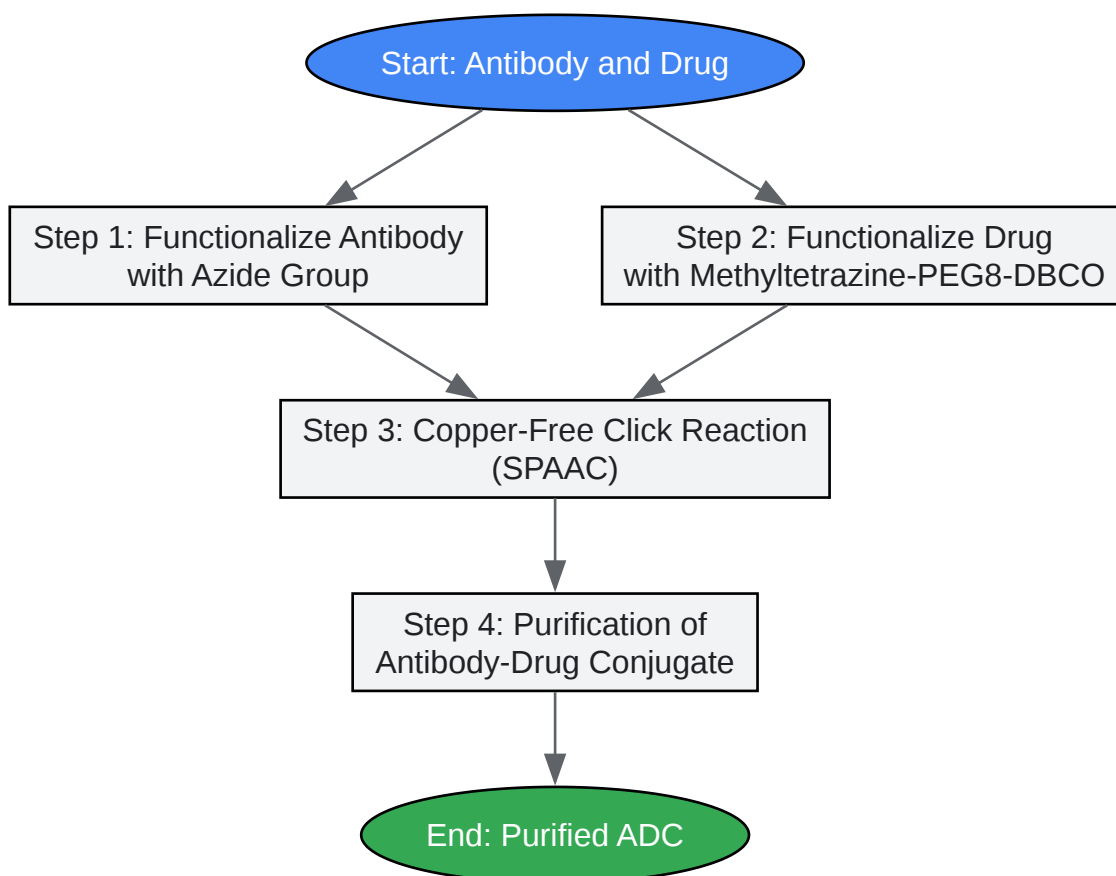 Start: Antibody and Drug
Step 1: Functionalize Antibody
with Azide Group
Step 2: Functionalize Drug
with Methyltetrazine-PEG8-DBCO
Step 3: Copper-Free Click Reaction
(SPAAC)
Step 4: Purification of
Antibody-Drug Conjugate
End: Purified ADC